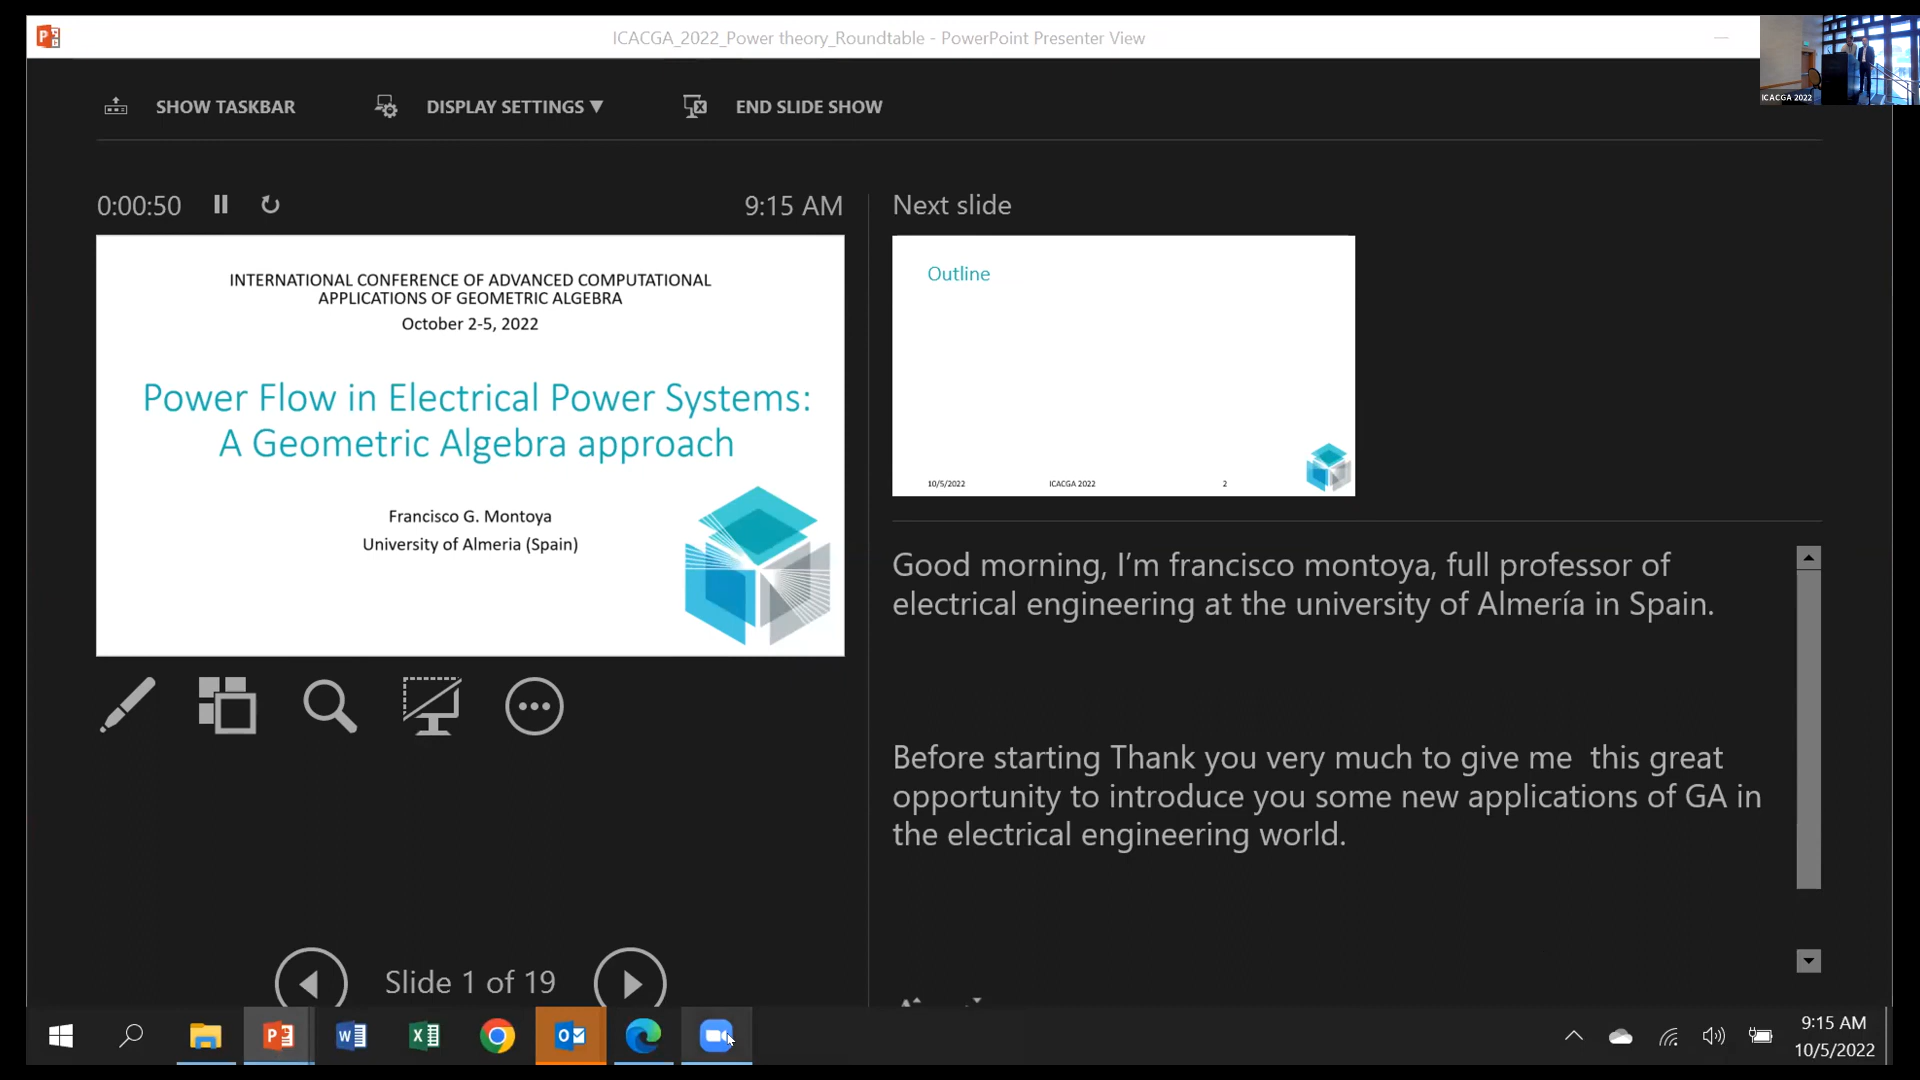 ICACGA_2022_Power theory_Roundtable - PowerPoint Presenter View
ICACGA 2022
SHOW TASKBAR
DISPLAY SETTINGS ▼
END SLIDE SHOW
0:00:50
9:15 AM
INTERNATIONAL CONFERENCE OF ADVANCED COMPUTATIONAL
APPLICATIONS OF GEOMETRIC ALGEBRA
October 2-5, 2022
Power Flow in Electrical Power Systems:
A Geometric Algebra approach
Francisco G. Montoya
University of Almeria (Spain)
Next slide
Outline
10/5/2022
ICACGA 2022
2
Good morning, I’m francisco montoya, full professor of
electrical engineering at the university of Almería in Spain.
Before starting Thank you very much to give me  this great
opportunity to introduce you some new applications of GA in
the electrical engineering world.
Slide 1 of 19
9:15 AM
10/5/2022